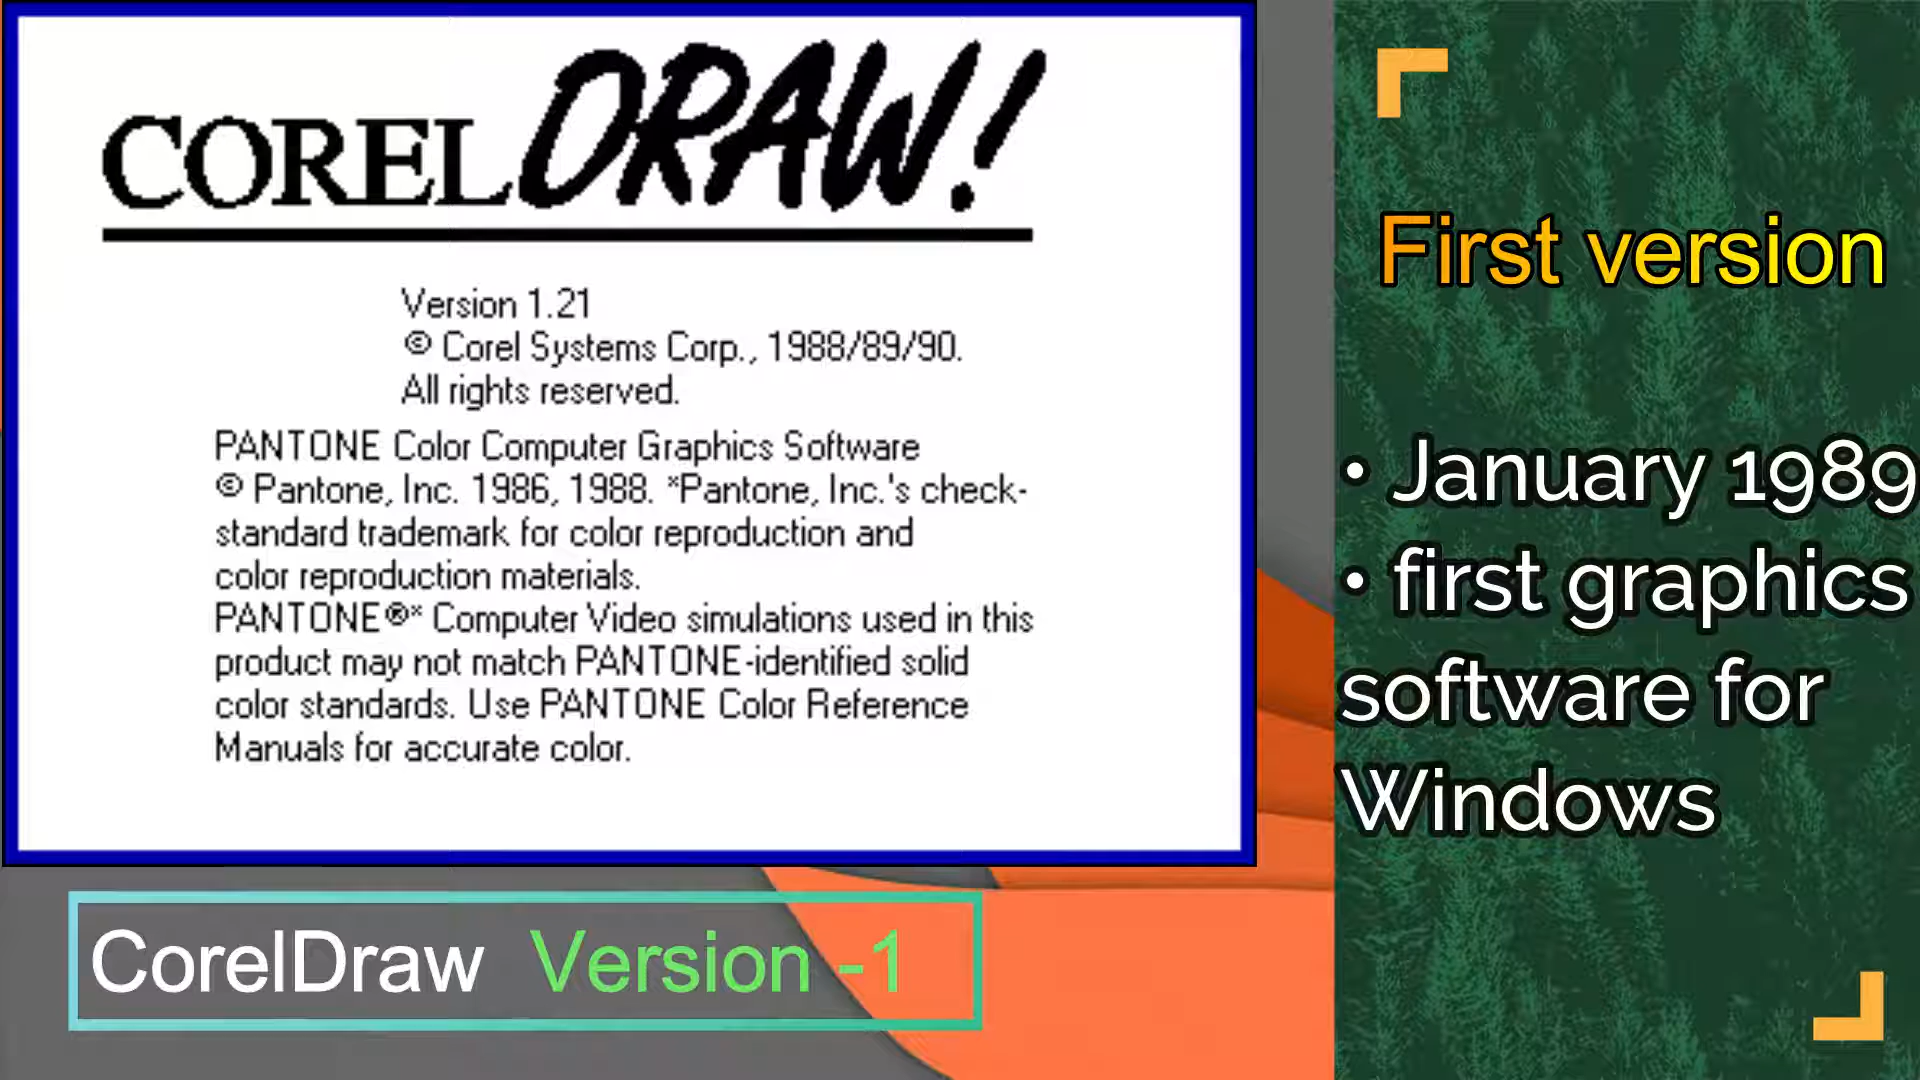 COREL DRAW!
Version 1.21
© Corel Systems Corp., 1988/89/90.
All rights reserved.
PANTONE Color Computer Graphics Software
© Pantone, Inc. 1986, 1988. *Pantone, Inc.'s check-
standard trademark for color reproduction and
color reproduction materials.
PANTONE®* Computer Video simulations used in this
product may not match PANTONE-identified solid
color standards. Use PANTONE Color Reference
Manuals for accurate color.
CorelDraw Version -1
First version
• January 1989
• first graphics
software for
Windows